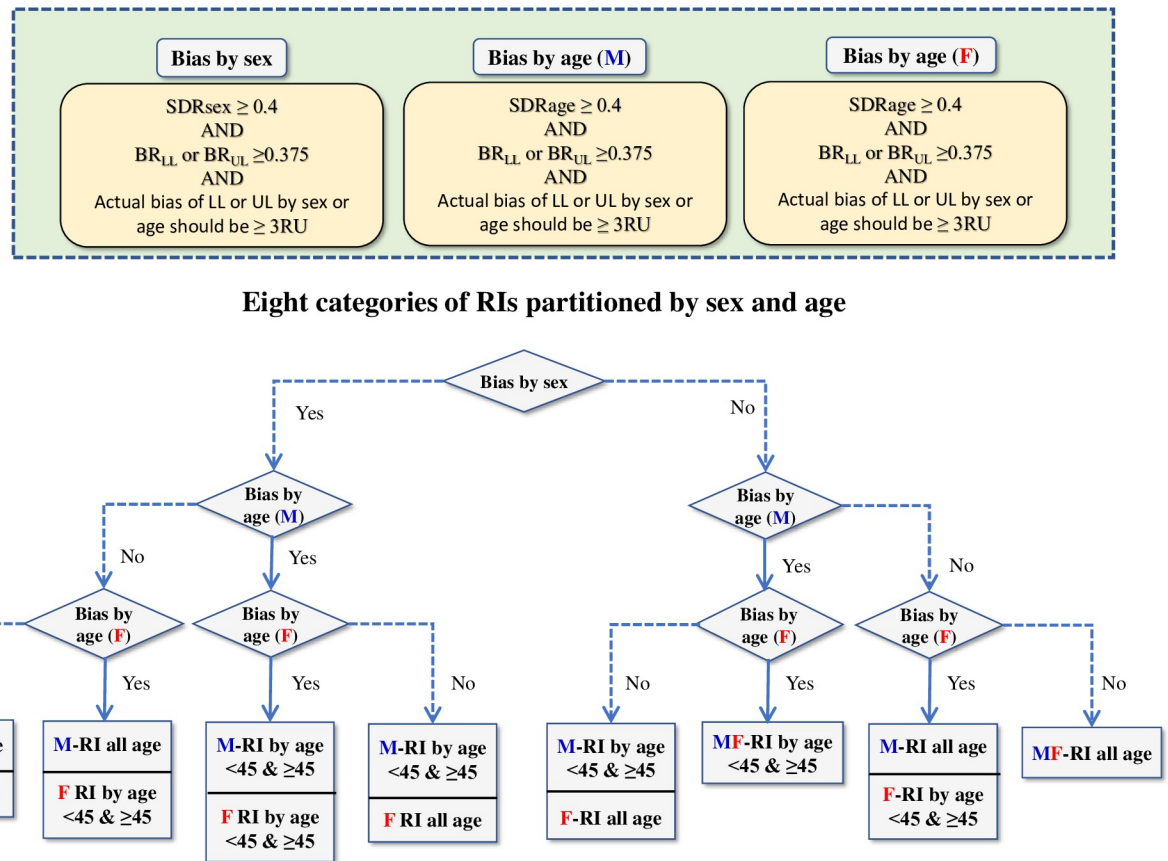 Bias by sex
SDRsex ≥ 0.4
AND
BR_LL or BR_UL ≥0.375
AND
Actual bias of LL or UL by sex or
age should be ≥ 3RU
Bias by age (M)
SDRage ≥ 0.4
AND
BR_LL or BR_UL ≥0.375
AND
Actual bias of LL or UL by sex or
age should be ≥ 3RU
Bias by age (F)
SDRage ≥ 0.4
AND
BR_LL or BR_UL ≥0.375
AND
Actual bias of LL or UL by sex or
age should be ≥ 3RU
Eight categories of RIs partitioned by sex and age
Bias by sex
Yes
No
Bias by
age (M)
Bias by
age (M)
No
Yes
Yes
No
Bias by
age (F)
Bias by
age (F)
Bias by
age (F)
Bias by
age (F)
Yes
Yes
No
No
Yes
Yes
No
M-RI all age
F RI by age
<45 & ≥45
M-RI by age
<45 & ≥45
F RI by age
<45 & ≥45
M-RI by age
<45 & ≥45
F RI all age
M-RI by age
<45 & ≥45
F-RI all age
MF-RI by age
<45 & ≥45
M-RI all age
F-RI by age
<45 & ≥45
MF-RI all age